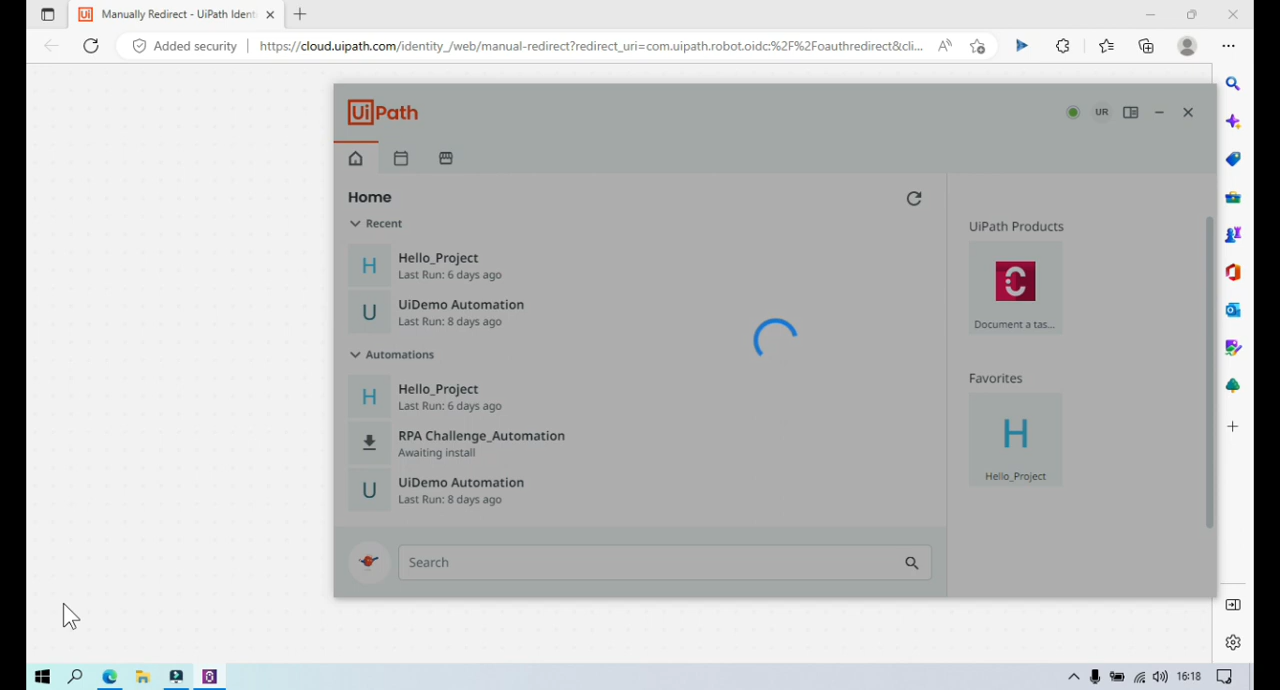 Manually Redirect - UiPath Identi
Added security
https://cloud.uipath.com/identity_/web/manual-redirect?redirect_uri=com.uipath.robot.oidc:%2F%2Foauthredirect&cli...
UiPath
UR
Home
Recent
H
Hello_Project
Last Run: 6 days ago
U
UiDemo Automation
Last Run: 8 days ago
Automations
H
Hello_Project
Last Run: 6 days ago
RPA Challenge_Automation
Awaiting install
U
UiDemo Automation
Last Run: 8 days ago
Search
UiPath Products
C
Document a tas...
Favorites
H
Hello_Project
16:18